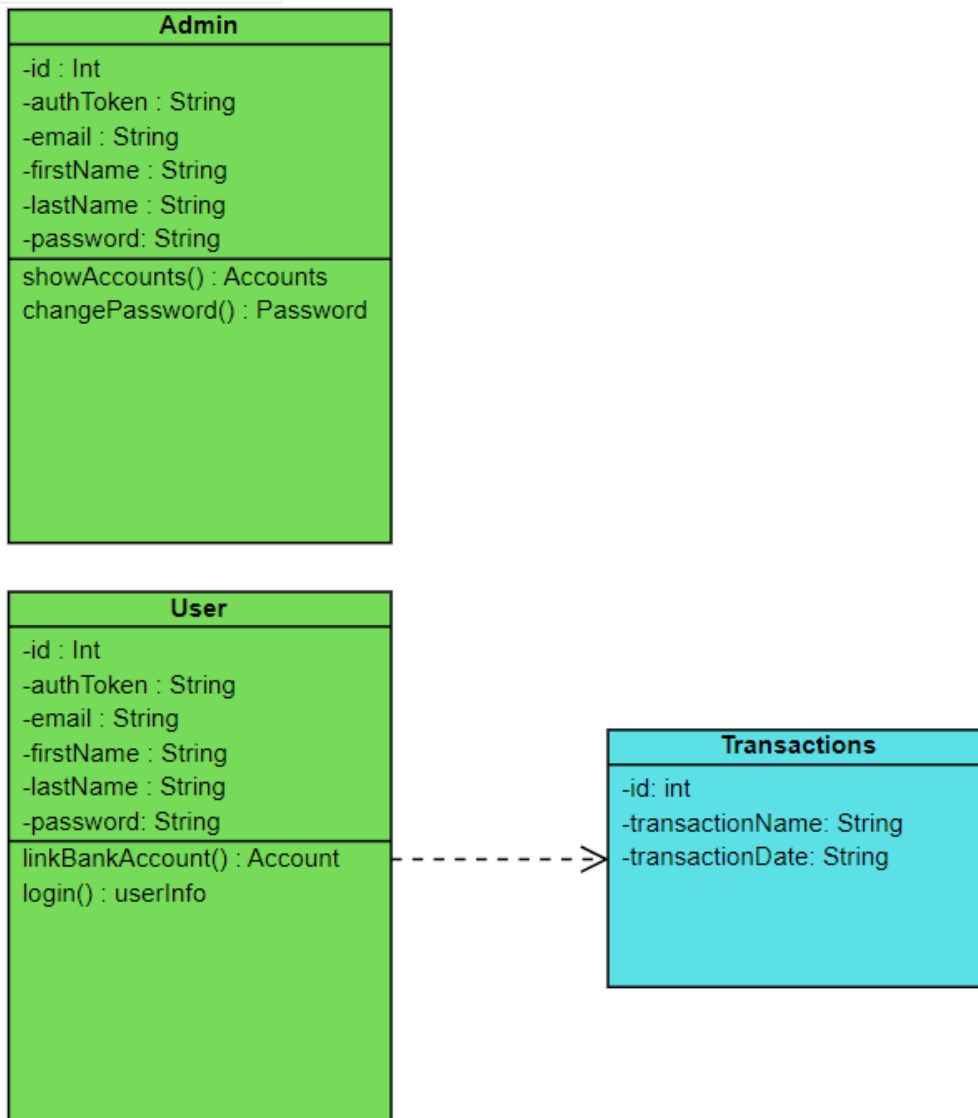 Admin
-id : Int
-authToken : String
-email : String
-firstName : String
-lastName : String
-password: String
showAccounts() : Accounts
changePassword() : Password
User
-id : Int
-authToken : String
-email : String
-firstName : String
-lastName : String
-password: String
linkBankAccount() : Account
login() : userInfo
Transactions
-id: int
-transactionName: String
-transactionDate: String